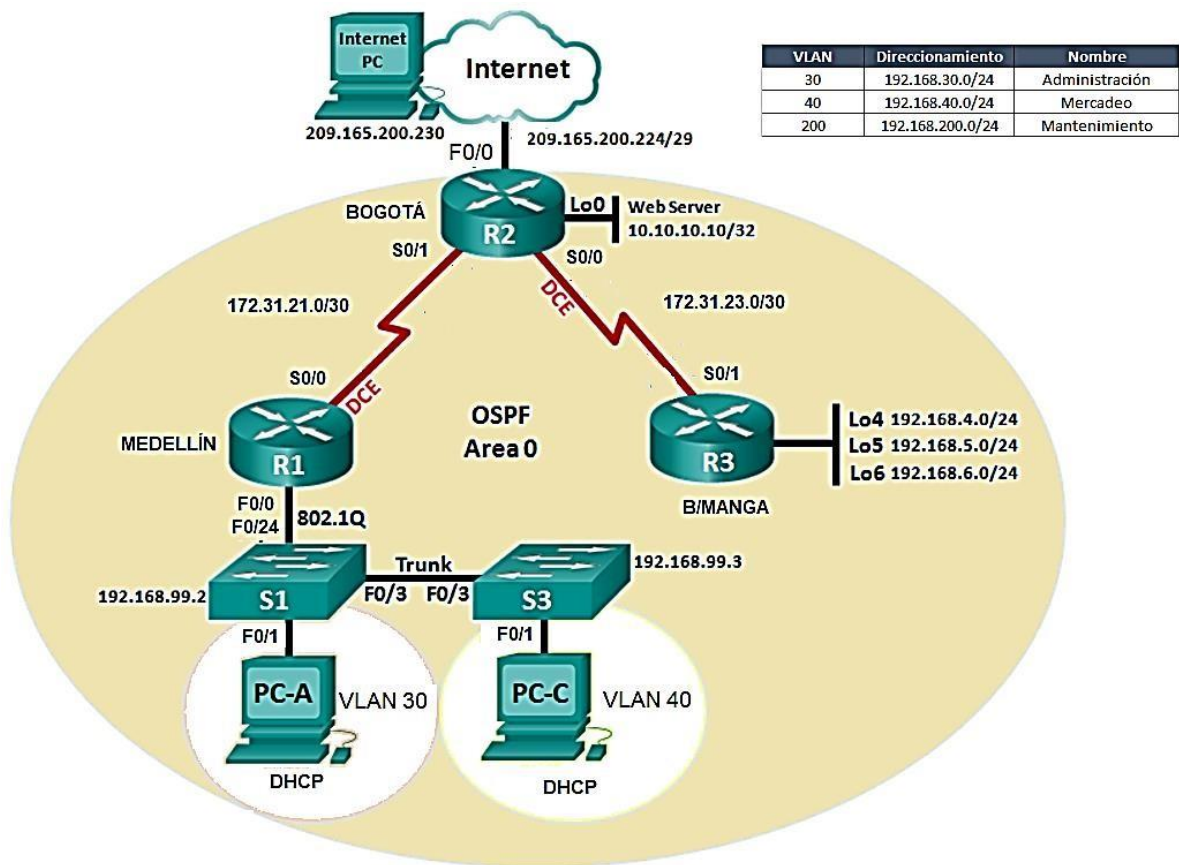 Internet
PC
Internet
209.165.200.230
209.165.200.224/29
F0/0
VLAN Direccionamiento Nombre
30 192.168.30.0/24 Administración
40 192.168.40.0/24 Mercadeo
200 192.168.200.0/24 Mantenimiento
BOGOTÁ
R2
Lo0
Web Server
10.10.10.10/32
S0/1
S0/0
DCE
172.31.21.0/30
172.31.23.0/30
S0/0
DCE
S0/1
OSPF
Area 0
MEDELLÍN
R1
R3
B/MANGA
Lo4 192.168.4.0/24
Lo5 192.168.5.0/24
Lo6 192.168.6.0/24
F0/0
F0/24
802.1Q
Trunk
192.168.99.2
S1
F0/3
F0/3
S3
192.168.99.3
F0/1
F0/1
PC-A
VLAN 30
PC-C
VLAN 40
DHCP
DHCP